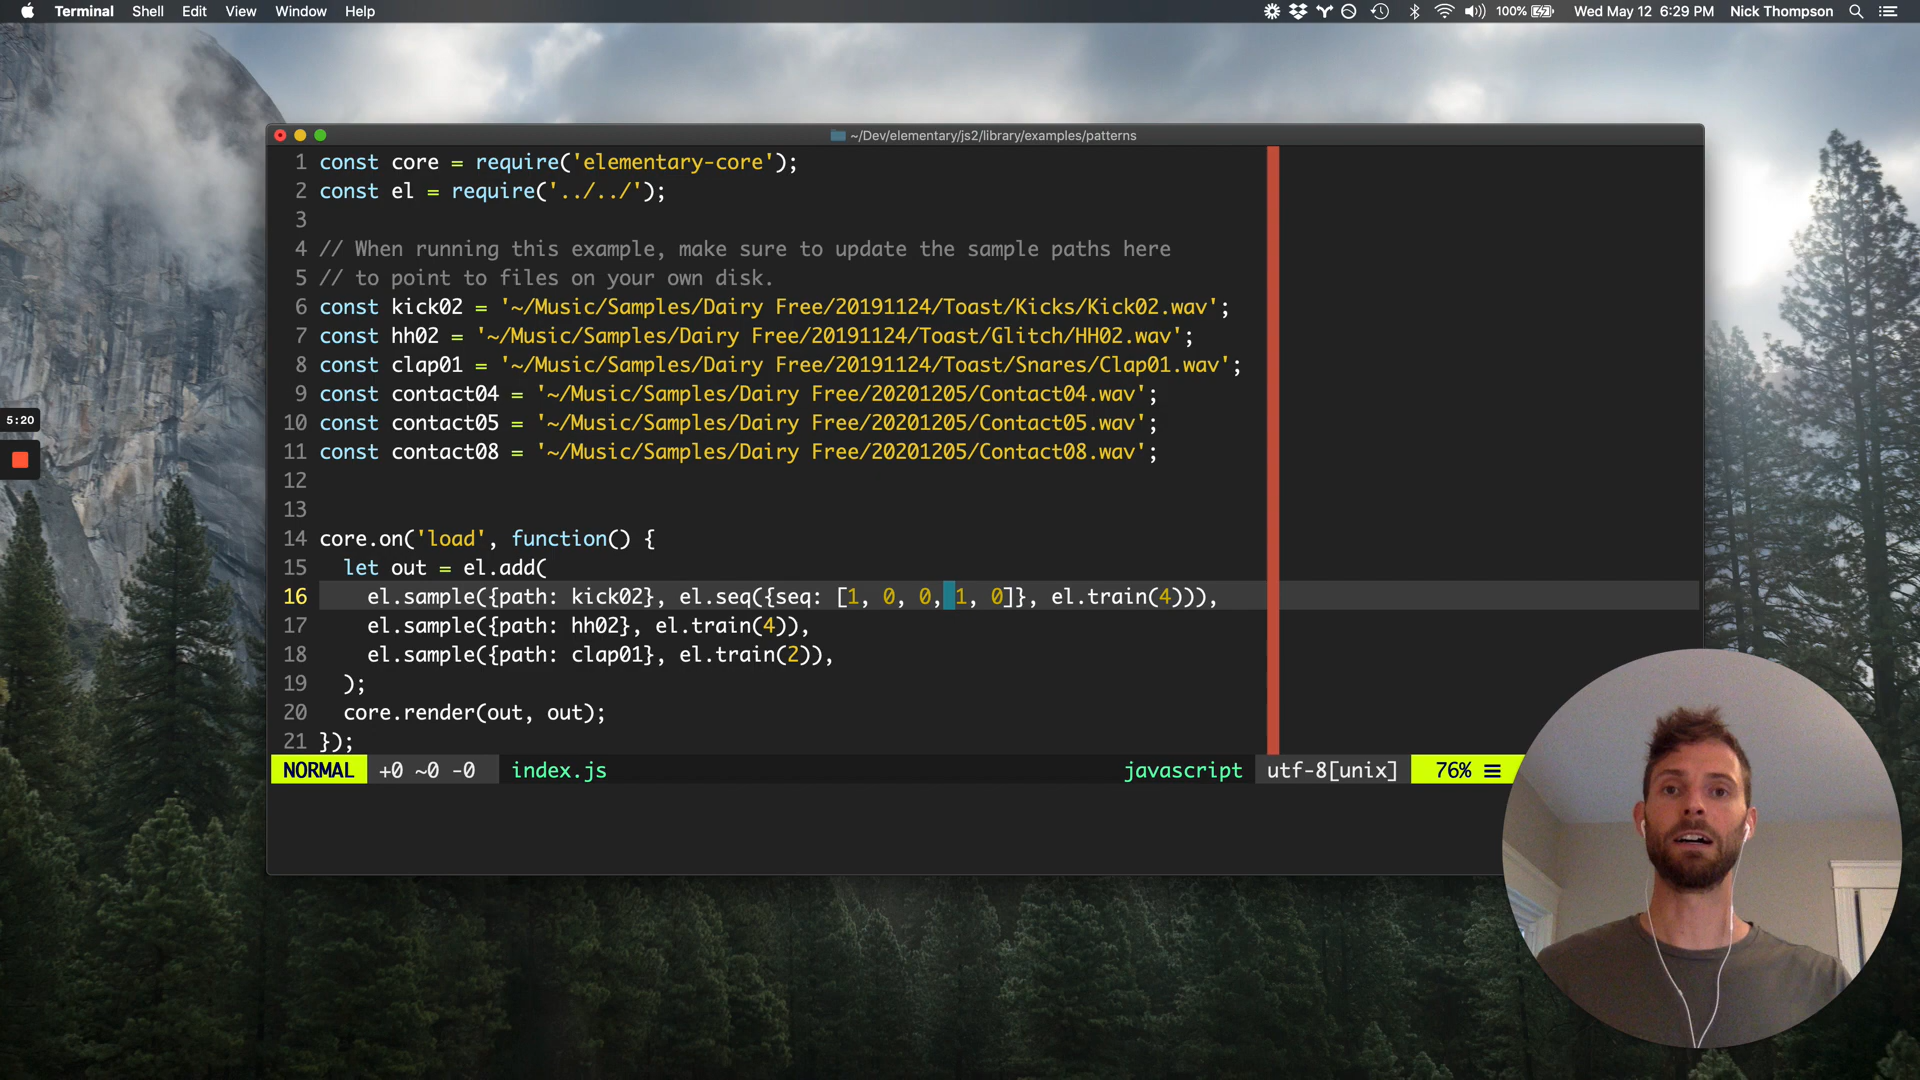 Terminal Shell Edit View Window Help 100% Wed May 12 6:29 PM Nick Thompson
~/Dev/elementary/js2/library/examples/patterns
1 const core = require('elementary-core');
2 const el = require('../../');
3
4 // When running this example, make sure to update the sample paths here
5 // to point to files on your own disk.
6 const kick02 = '~/Music/Samples/Dairy Free/20191124/Toast/Kicks/Kick02.wav';
7 const hh02 = '~/Music/Samples/Dairy Free/20191124/Toast/Glitch/HH02.wav';
8 const clap01 = '~/Music/Samples/Dairy Free/20191124/Toast/Snares/Clap01.wav';
9 const contact04 = '~/Music/Samples/Dairy Free/20201205/Contact04.wav';
5:20
10 const contact05 = '~/Music/Samples/Dairy Free/20201205/Contact05.wav';
11 const contact08 = '~/Music/Samples/Dairy Free/20201205/Contact08.wav';
12
13
14 core.on('load', function() {
15 let out = el.add(
16 el.sample({path: kick02}, el.seq({seq: [1, 0, 0, 1, 0]}, el.train(4))),
17 el.sample({path: hh02}, el.train(4)),
18 el.sample({path: clap01}, el.train(2)),
19 );
20 core.render(out, out);
21 });
NORMAL +0 ~0 -0 index.js javascript utf-8[unix] 76%